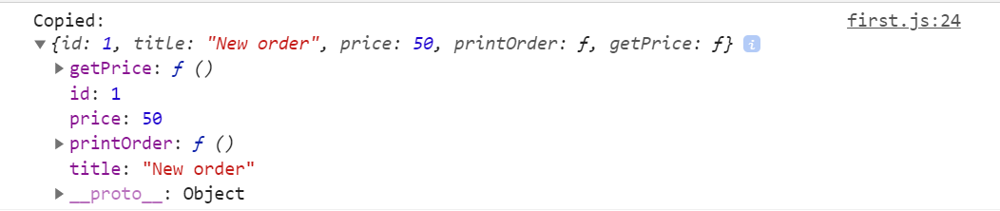 Copied: first.js:24
{id: 1, title: "New order", price: 50, printOrder: ƒ, getPrice: ƒ} i
getPrice: ƒ ()
id: 1
price: 50
printOrder: ƒ ()
title: "New order"
__proto__: Object